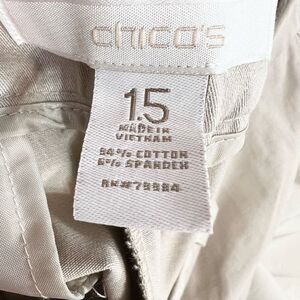 chico's
1.5
MADE IN
VIETNAM
94% COTTON
6% SPANDEX
RN#79984